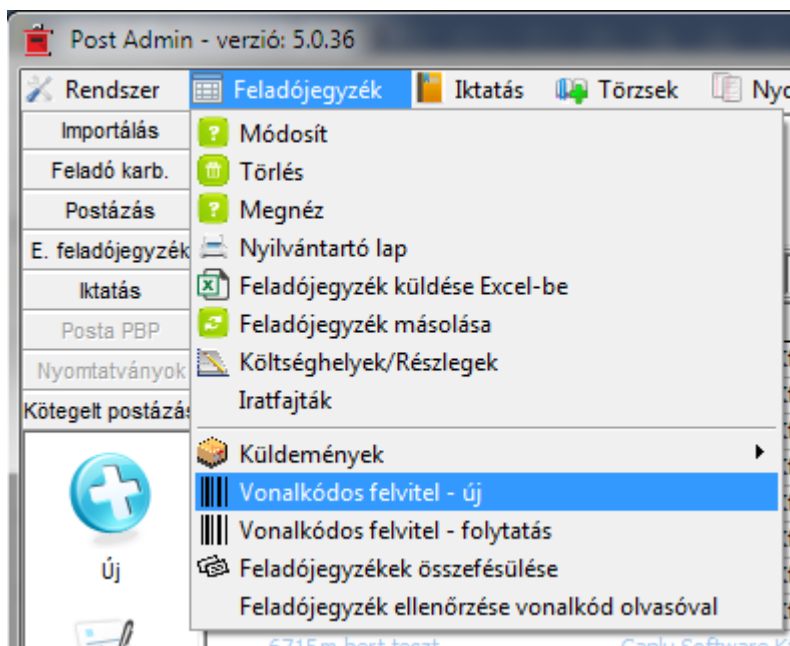 Post Admin - verzió: 5.0.36
Rendszer Feladójegyzék Iktatás Törzsek
Importálás
Feladó karb.
Postázás
E. feladójegyzék
Iktatás
Posta PBP
Nyomtatványok
Kötegelt
Új
Módosít
Törlés
Megnéz
Nyilvántartó lap
Feladójegyzék küldése Excel-be
Feladójegyzék másolása
Költséghelyek/Részlegek
Iratfajták
Küldemények
Vonalkódos felvitel - új
Vonalkódos felvitel - folytatás
Feladójegyzékek összefésülése
Feladójegyzék ellenőrzése vonalkód olvasóval